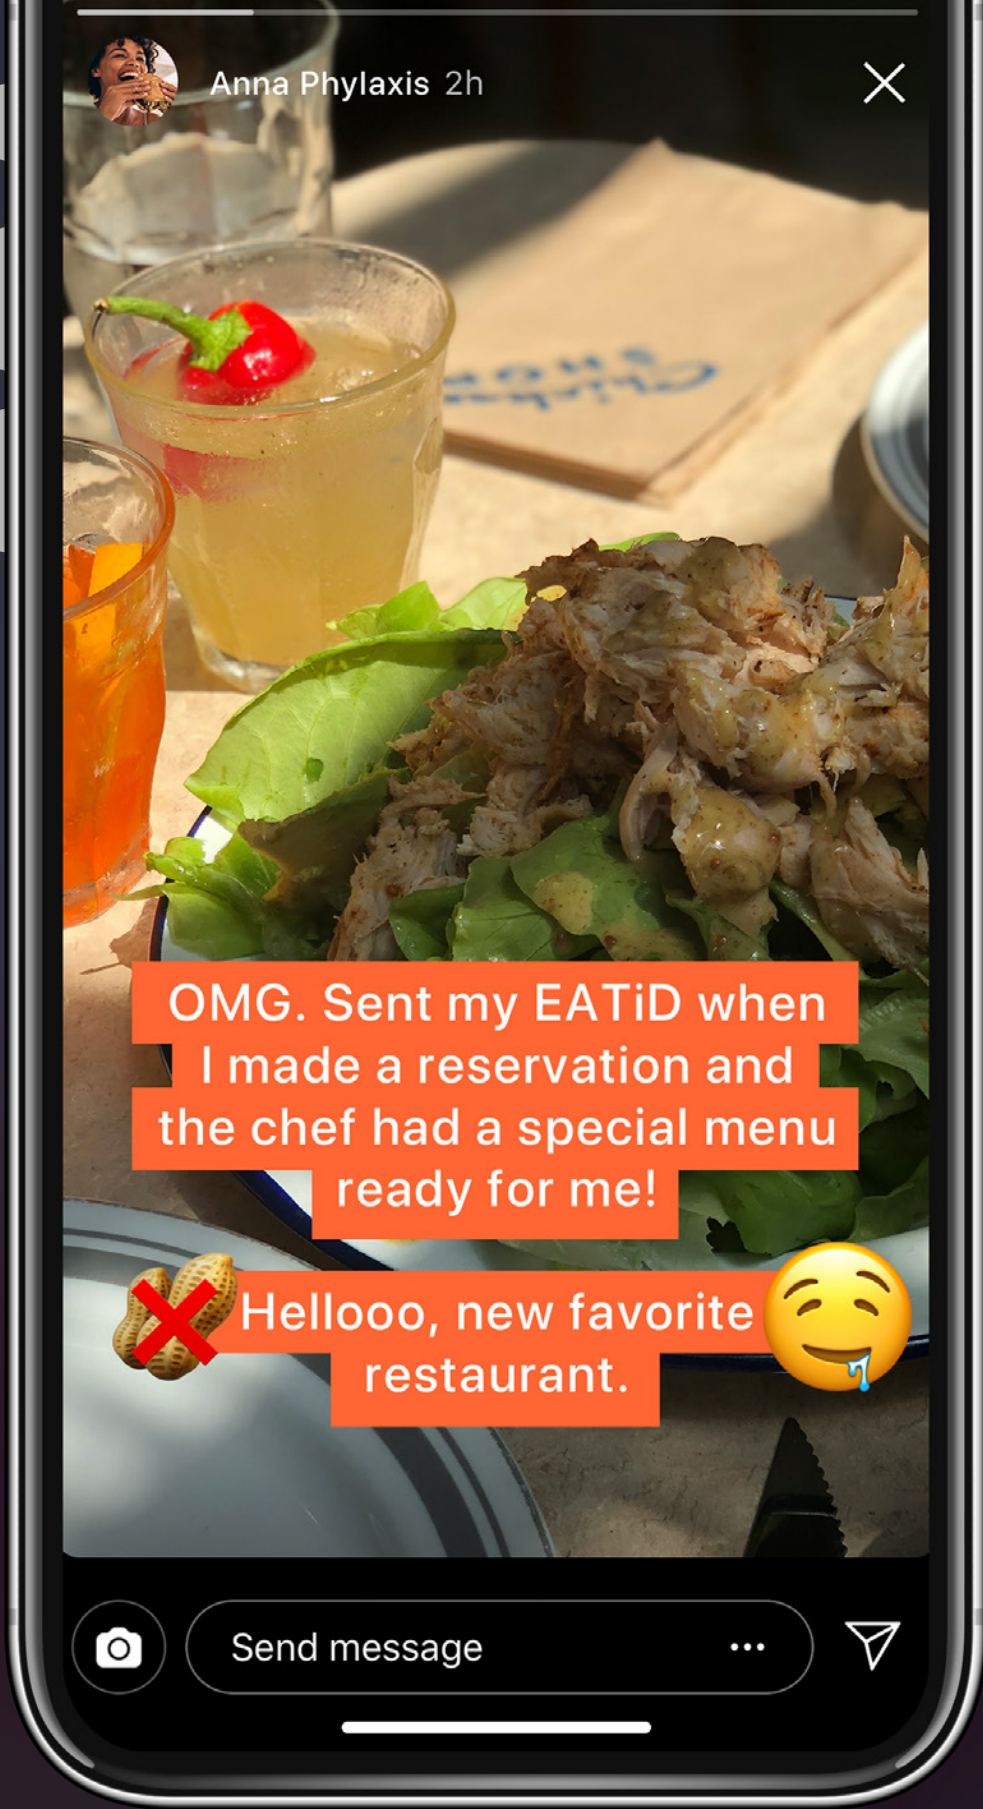 Anna Phylaxis 2h
OMG. Sent my EATiD when
I made a reservation and
the chef had a special menu
ready for me!
Hellooo, new favorite
restaurant.
Send message